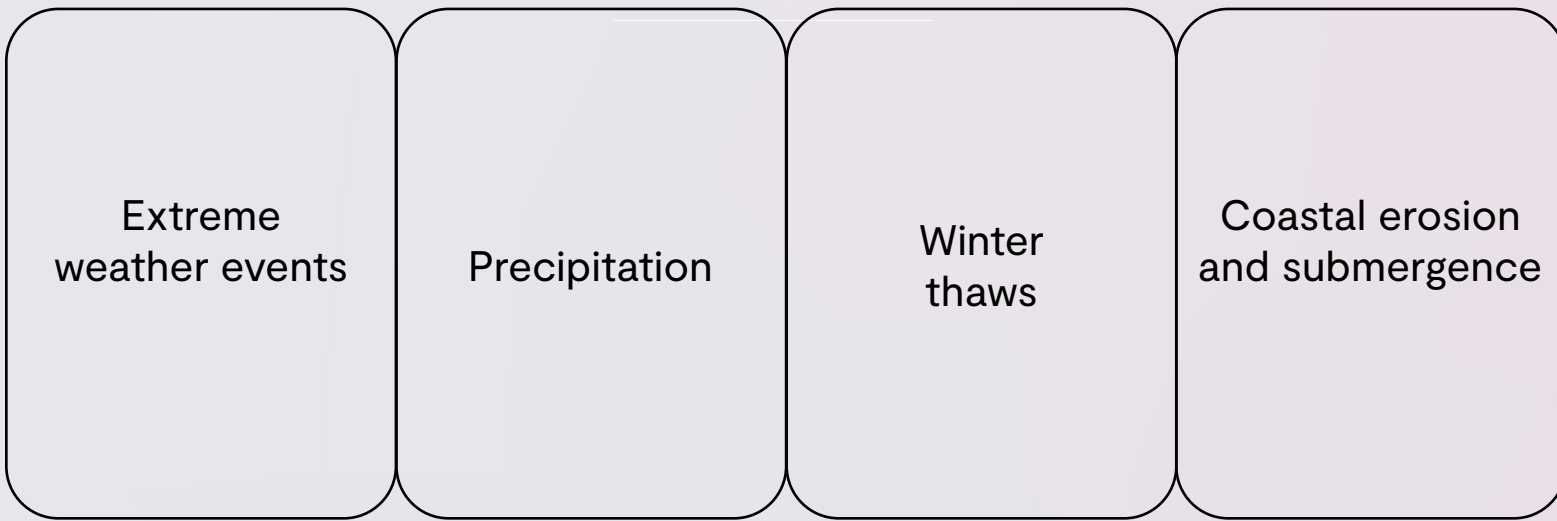 Extreme
weather events
Precipitation
Winter
thaws
Coastal erosion
and submergence